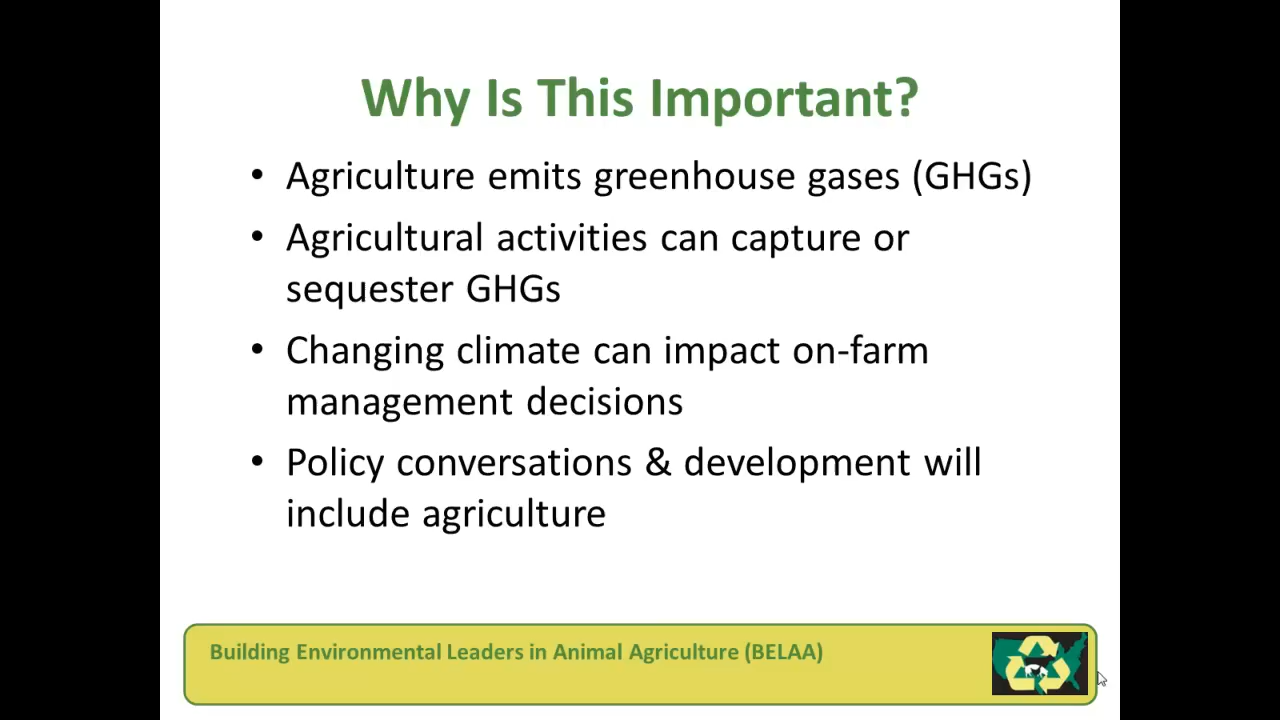 Why Is This Important?
• Agriculture emits greenhouse gases (GHGs)
• Agricultural activities can capture or
sequester GHGs
• Changing climate can impact on-farm
management decisions
• Policy conversations & development will
include agriculture
Building Environmental Leaders in Animal Agriculture (BELAA)